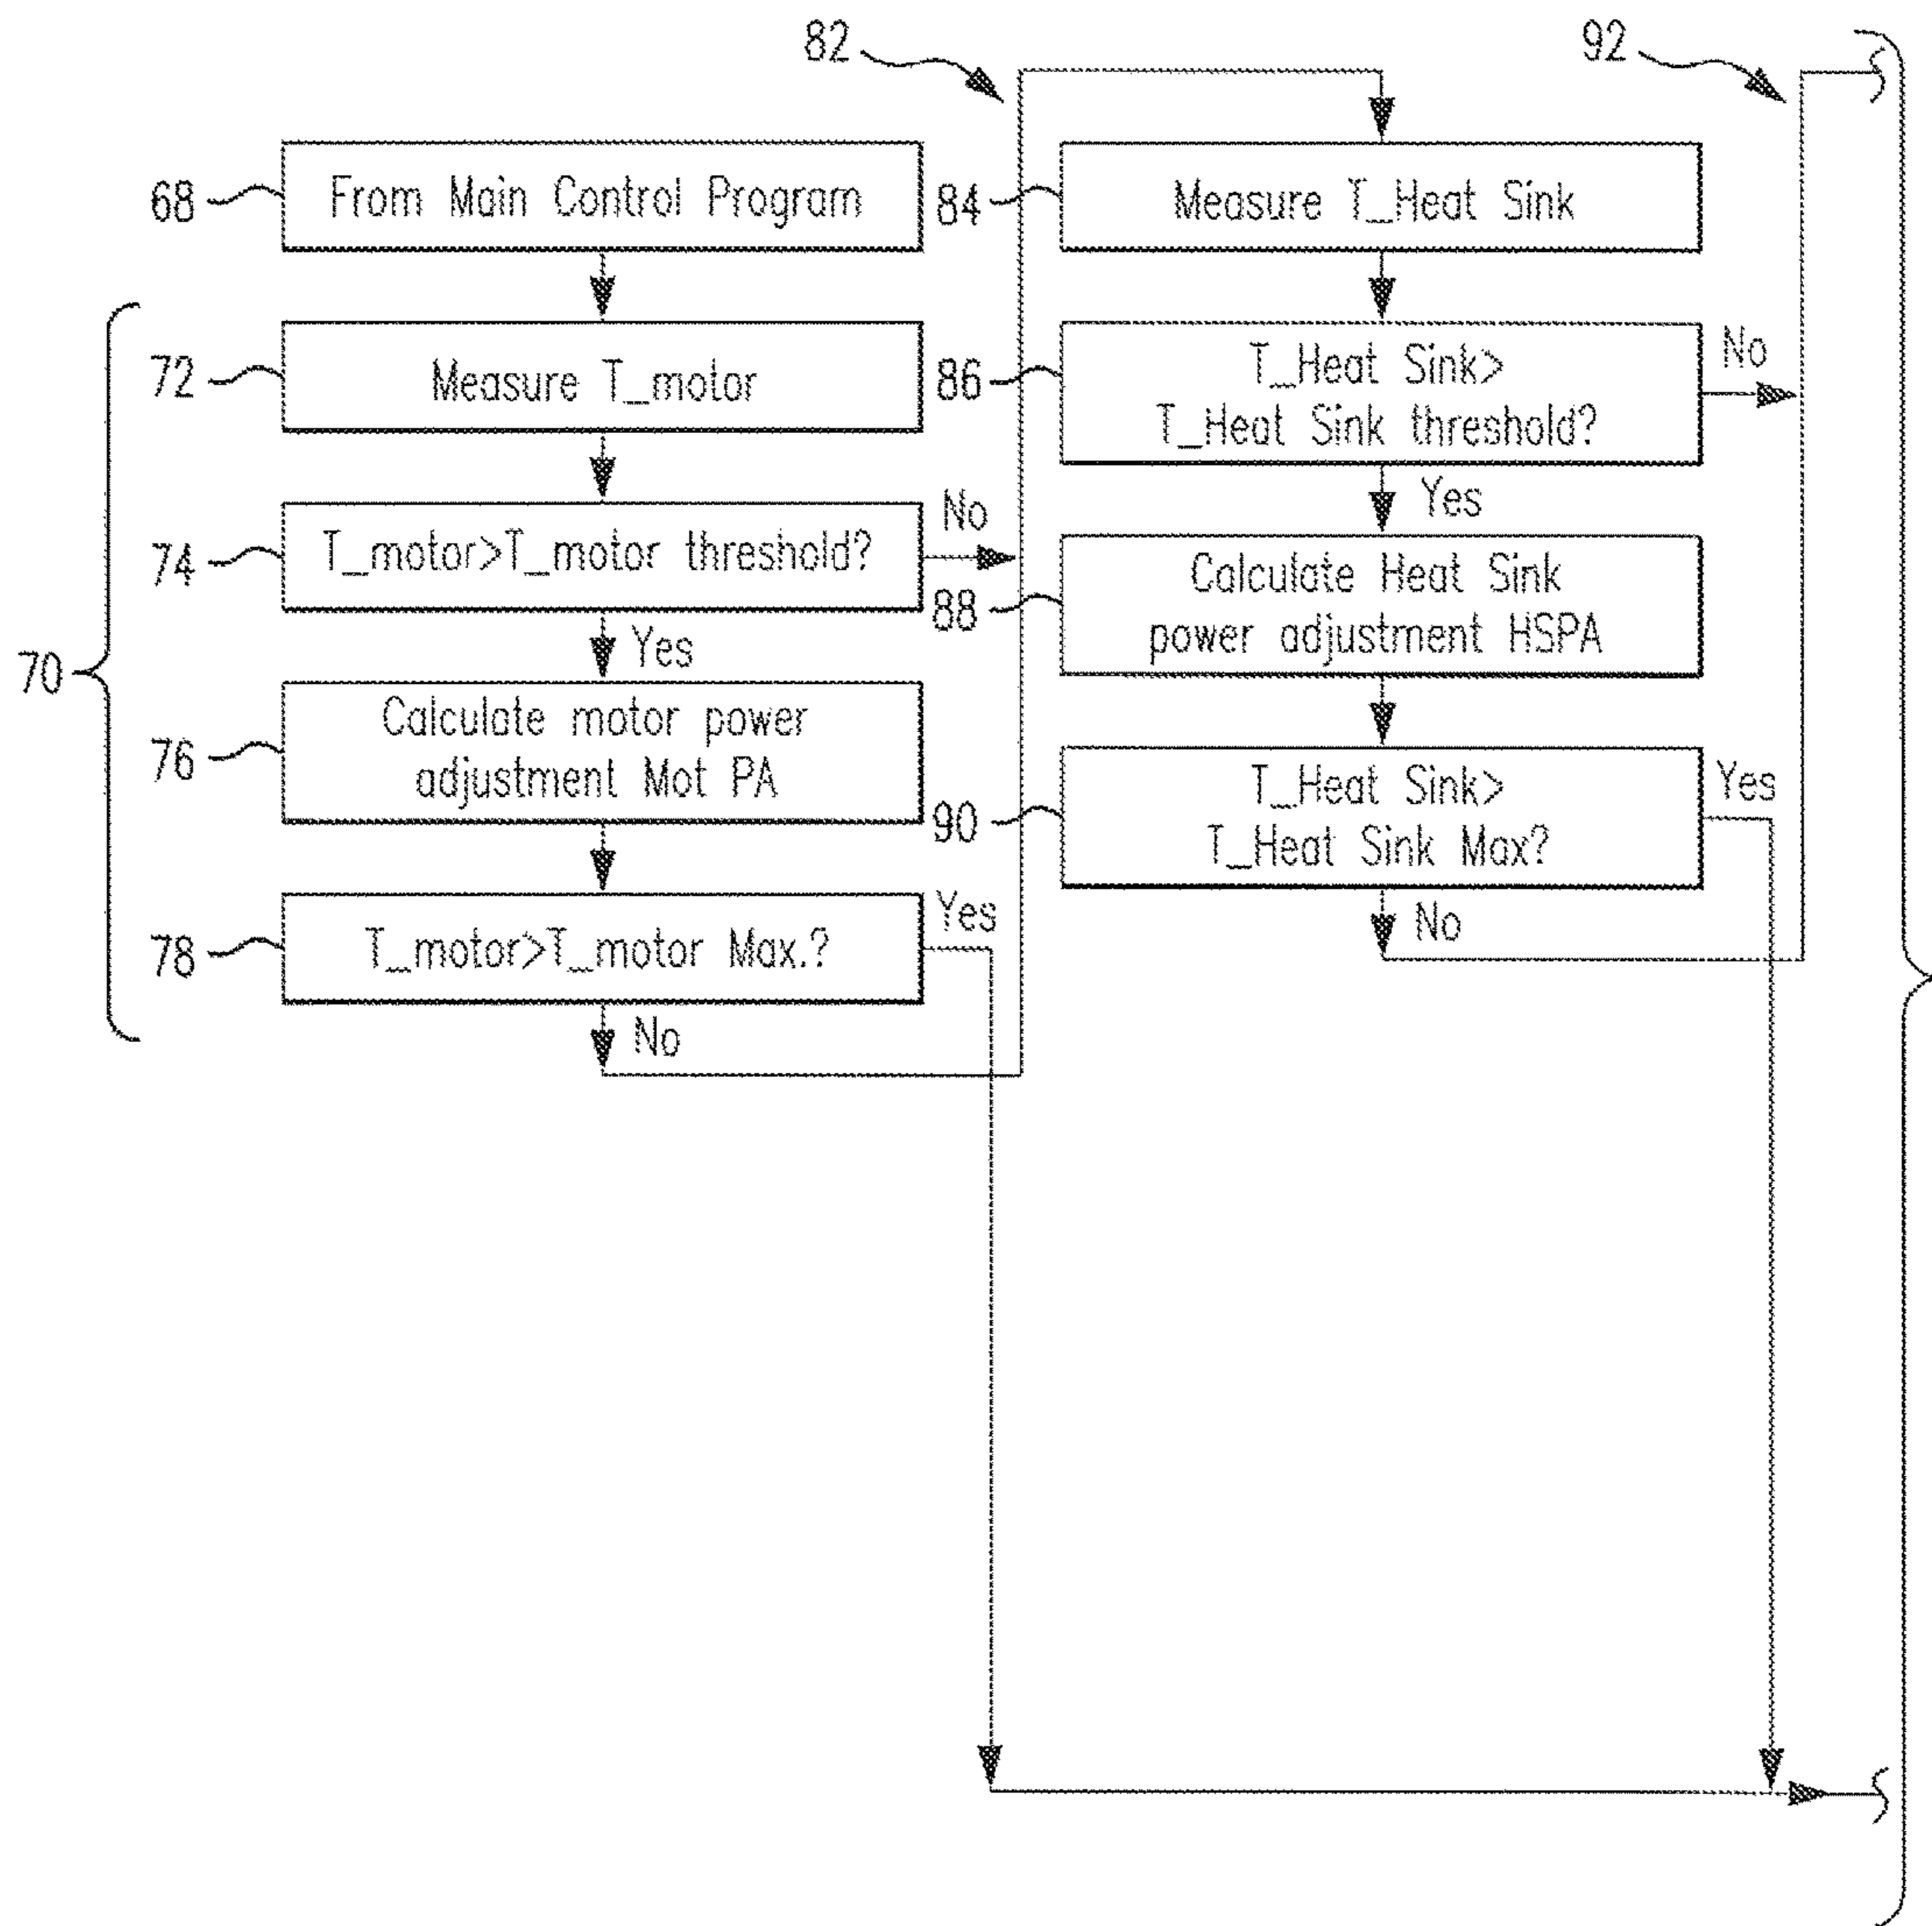 82
92
68
From Main Control Program
84
Measure T_Heat Sink
70
72
Measure T_motor
86
T_Heat Sink>
T_Heat Sink threshold?
No
Yes
74
T_motor>T_motor threshold?
No
Yes
88
Calculate Heat Sink
power adjustment HSPA
76
Calculate motor power
adjustment Mot PA
90
T_Heat Sink>
T_Heat Sink Max?
Yes
No
78
T_motor>T_motor Max.?
Yes
No